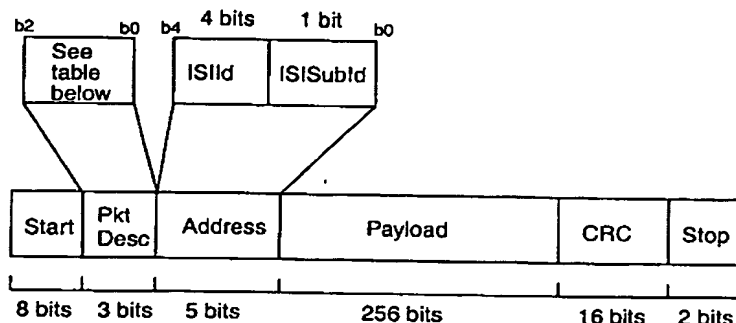 4 bits 1 bit
b2 b0 b4 b0
See
table
below
ISIId ISISubId
Start Pkt
Desc Address Payload CRC Stop
8 bits 3 bits 5 bits 256 bits 16 bits 2 bits